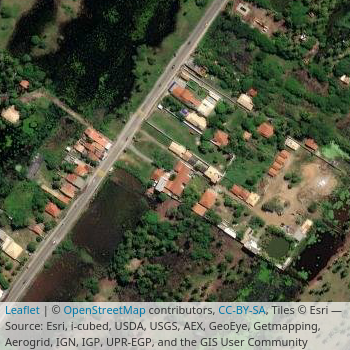 Leaflet | © OpenStreetMap contributors, CC-BY-SA, Tiles © Esri —
Source: Esri, i-cubed, USDA, USGS, AEX, GeoEye, Getmapping,
Aerogrid, IGN, IGP, UPR-EGP, and the GIS User Community